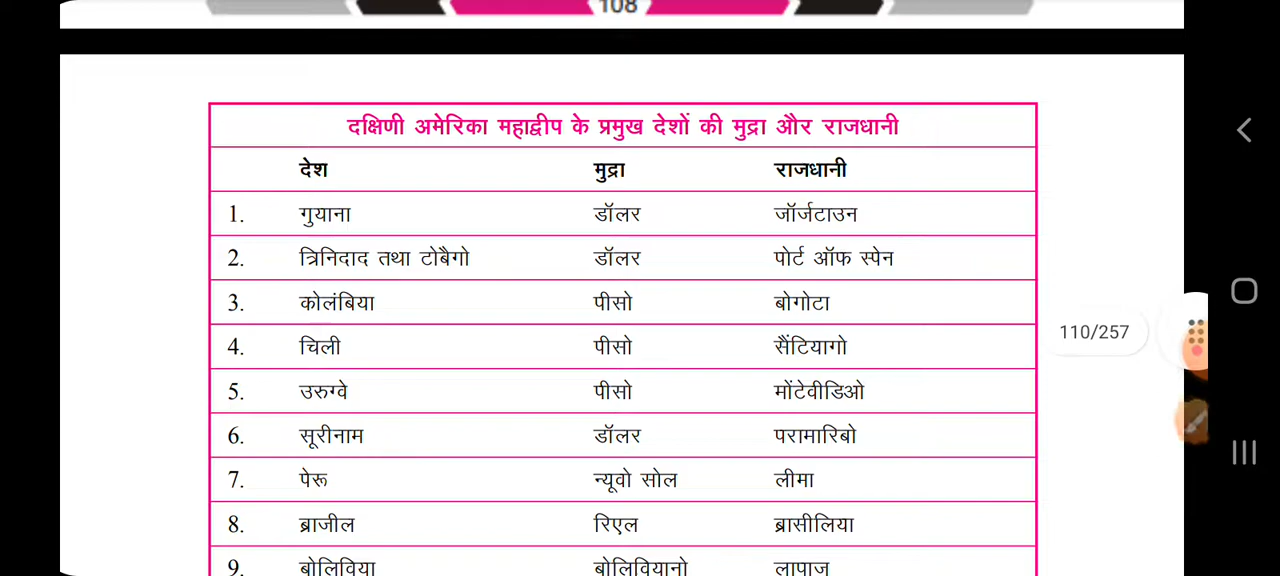 108
दक्षिणी अमेरिका महाद्वीप के प्रमुख देशों की मुद्रा और राजधानी
देश मुद्रा राजधानी
1. गुयाना डॉलर जॉर्जटाउन
2. त्रिनिदाद तथा टोबैगो डॉलर पोर्ट ऑफ स्पेन
3. कोलंबिया पीसो बोगोटा
110/257
4. चिली पीसो सैंटियागो
5. उरुग्वे पीसो मोंटेवीडिओ
6. सूरीनाम डॉलर परामारिबो
7. पेरू न्यूवो सोल लीमा
8. ब्राजील रिएल ब्रासीलिया
9. बोलिविया बोलिवियानो लापाज